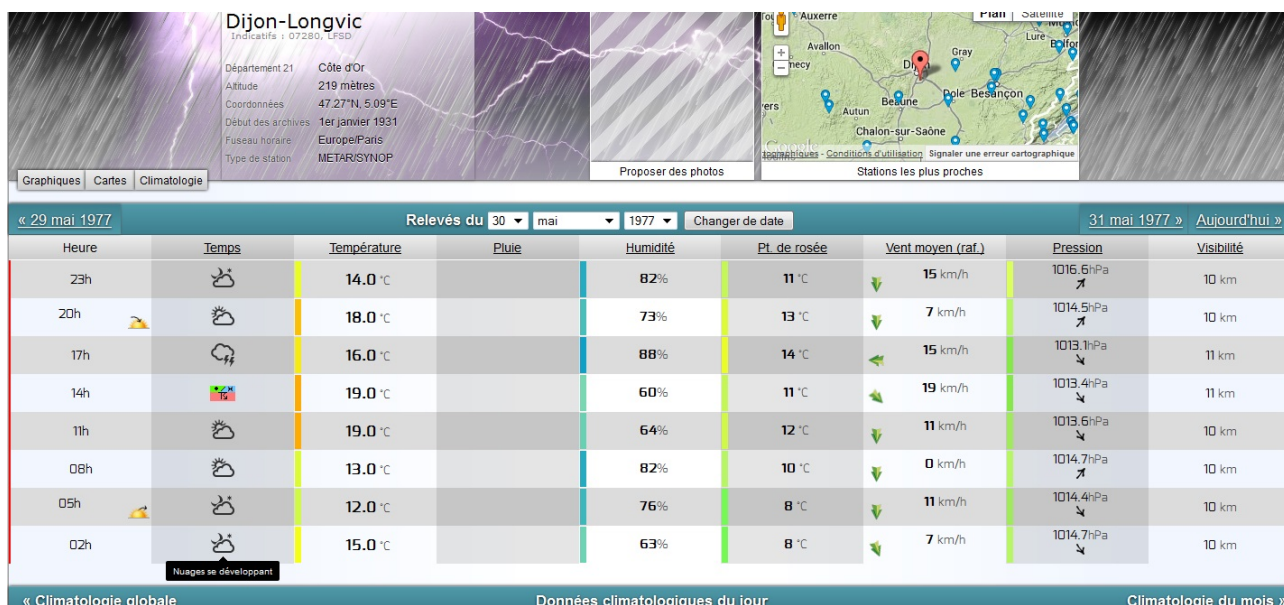 Dijon-Longvic
Indicatifs : 07280, LFSD
Département 21 Côte d'Or
Altitude 219 mètres
Coordonnées 47.27°N, 5.09°E
Début des archives 1er janvier 1931
Fuseau horaire Europe/Paris
Type de station METAR/SYNOP
Graphiques Cartes Climatologie
Proposer des photos
Plan Satellite
Auxerre
Avallon
Gray
Lure
Beaune
Dole Besançon
Autun
Chalon-sur-Saône
Conditions d'utilisation Signaler une erreur cartographique
Stations les plus proches
« 29 mai 1977 Relevés du 30 mai 1977 Changer de date 31 mai 1977 » Aujourd'hui »
Heure Temps Température Pluie Humidité Pt. de rosée Vent moyen (raf.) Pression Visibilité
23h 14.0 °C 82% 11 °C 15 km/h 1016.6hPa 10 km
20h 18.0 °C 73% 13 °C 7 km/h 1014.5hPa 10 km
17h 16.0 °C 88% 14 °C 15 km/h 1013.1hPa 11 km
14h 19.0 °C 60% 11 °C 19 km/h 1013.4hPa 11 km
11h 19.0 °C 64% 12 °C 11 km/h 1013.6hPa 10 km
08h 13.0 °C 82% 10 °C 0 km/h 1014.7hPa 10 km
05h 12.0 °C 76% 8 °C 11 km/h 1014.4hPa 10 km
02h 15.0 °C 63% 8 °C 7 km/h 1014.7hPa 10 km
Nuages se développant
« Climatologie globale Données climatologiques du jour Climatologie du mois »